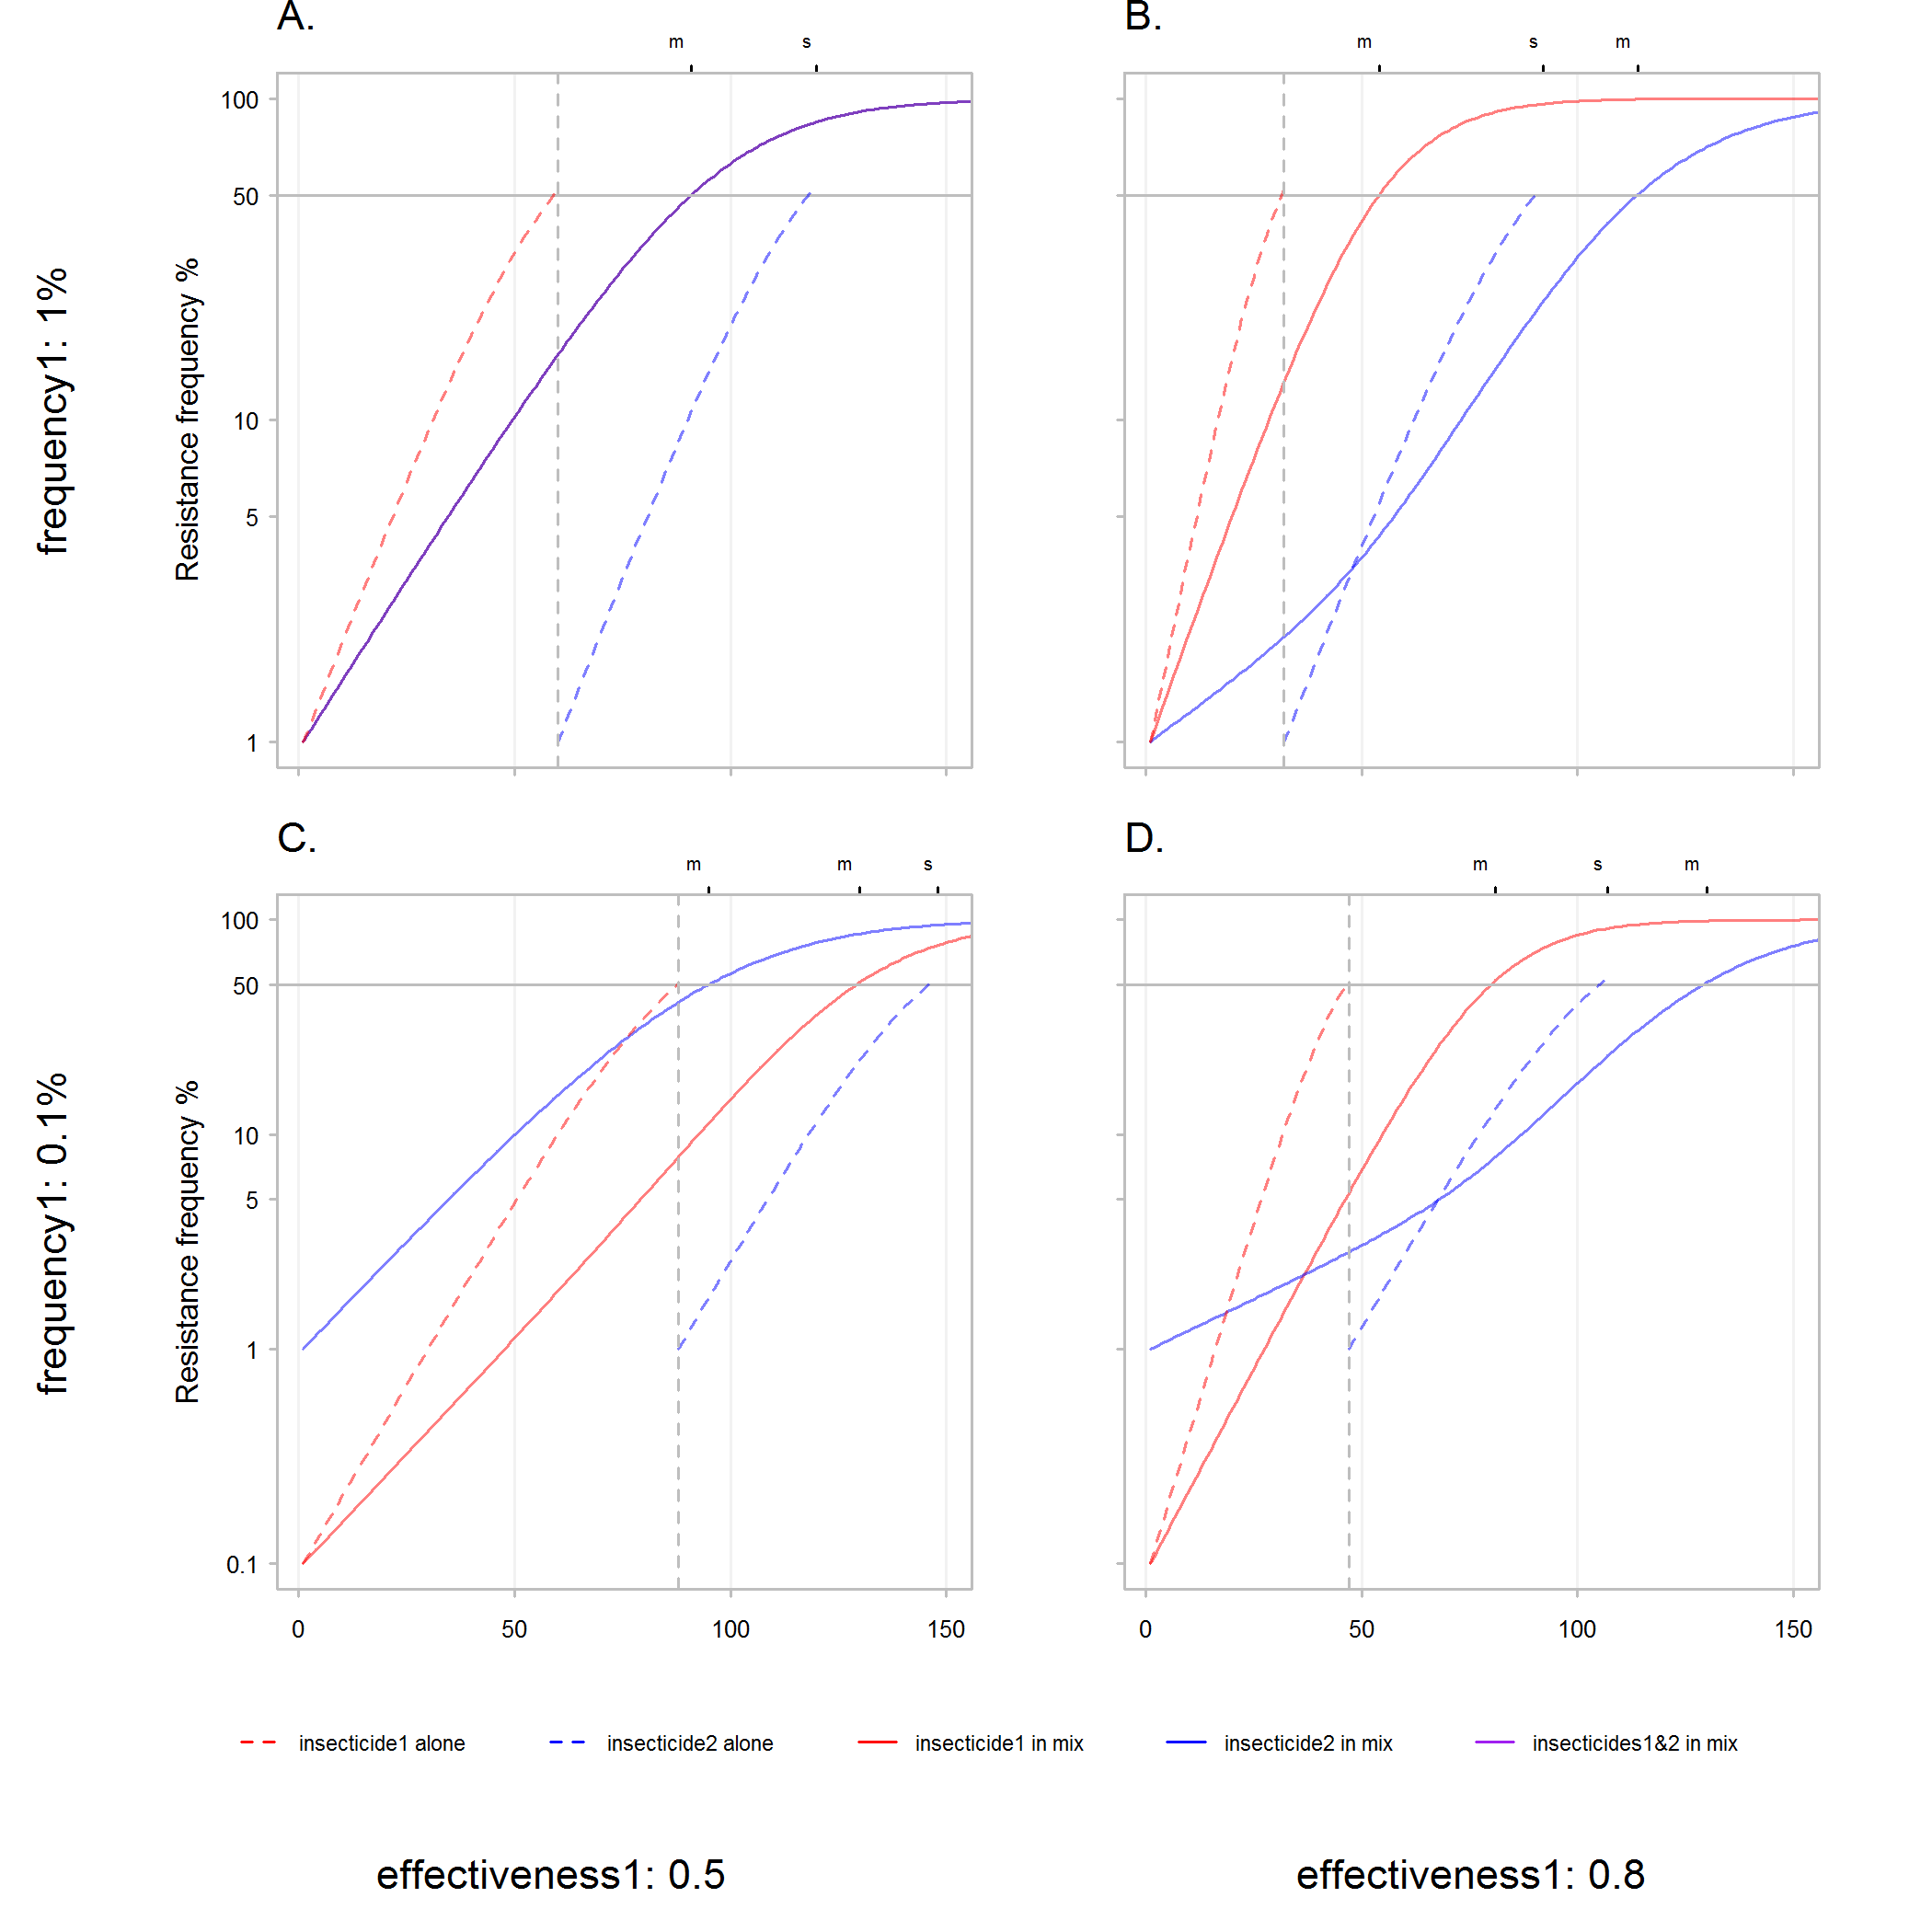 A.
B.
m s
m s m
frequency1: 1%
Resistance frequency %
100
50
10
5
1
C.
D.
m m s
m s m
frequency1: 0.1%
Resistance frequency %
100
50
10
5
1
0.1
0 50 100 150
0 50 100 150
insecticide1 alone insecticide2 alone insecticide1 in mix insecticide2 in mix insecticides1&2 in mix
effectiveness1: 0.5
effectiveness1: 0.8